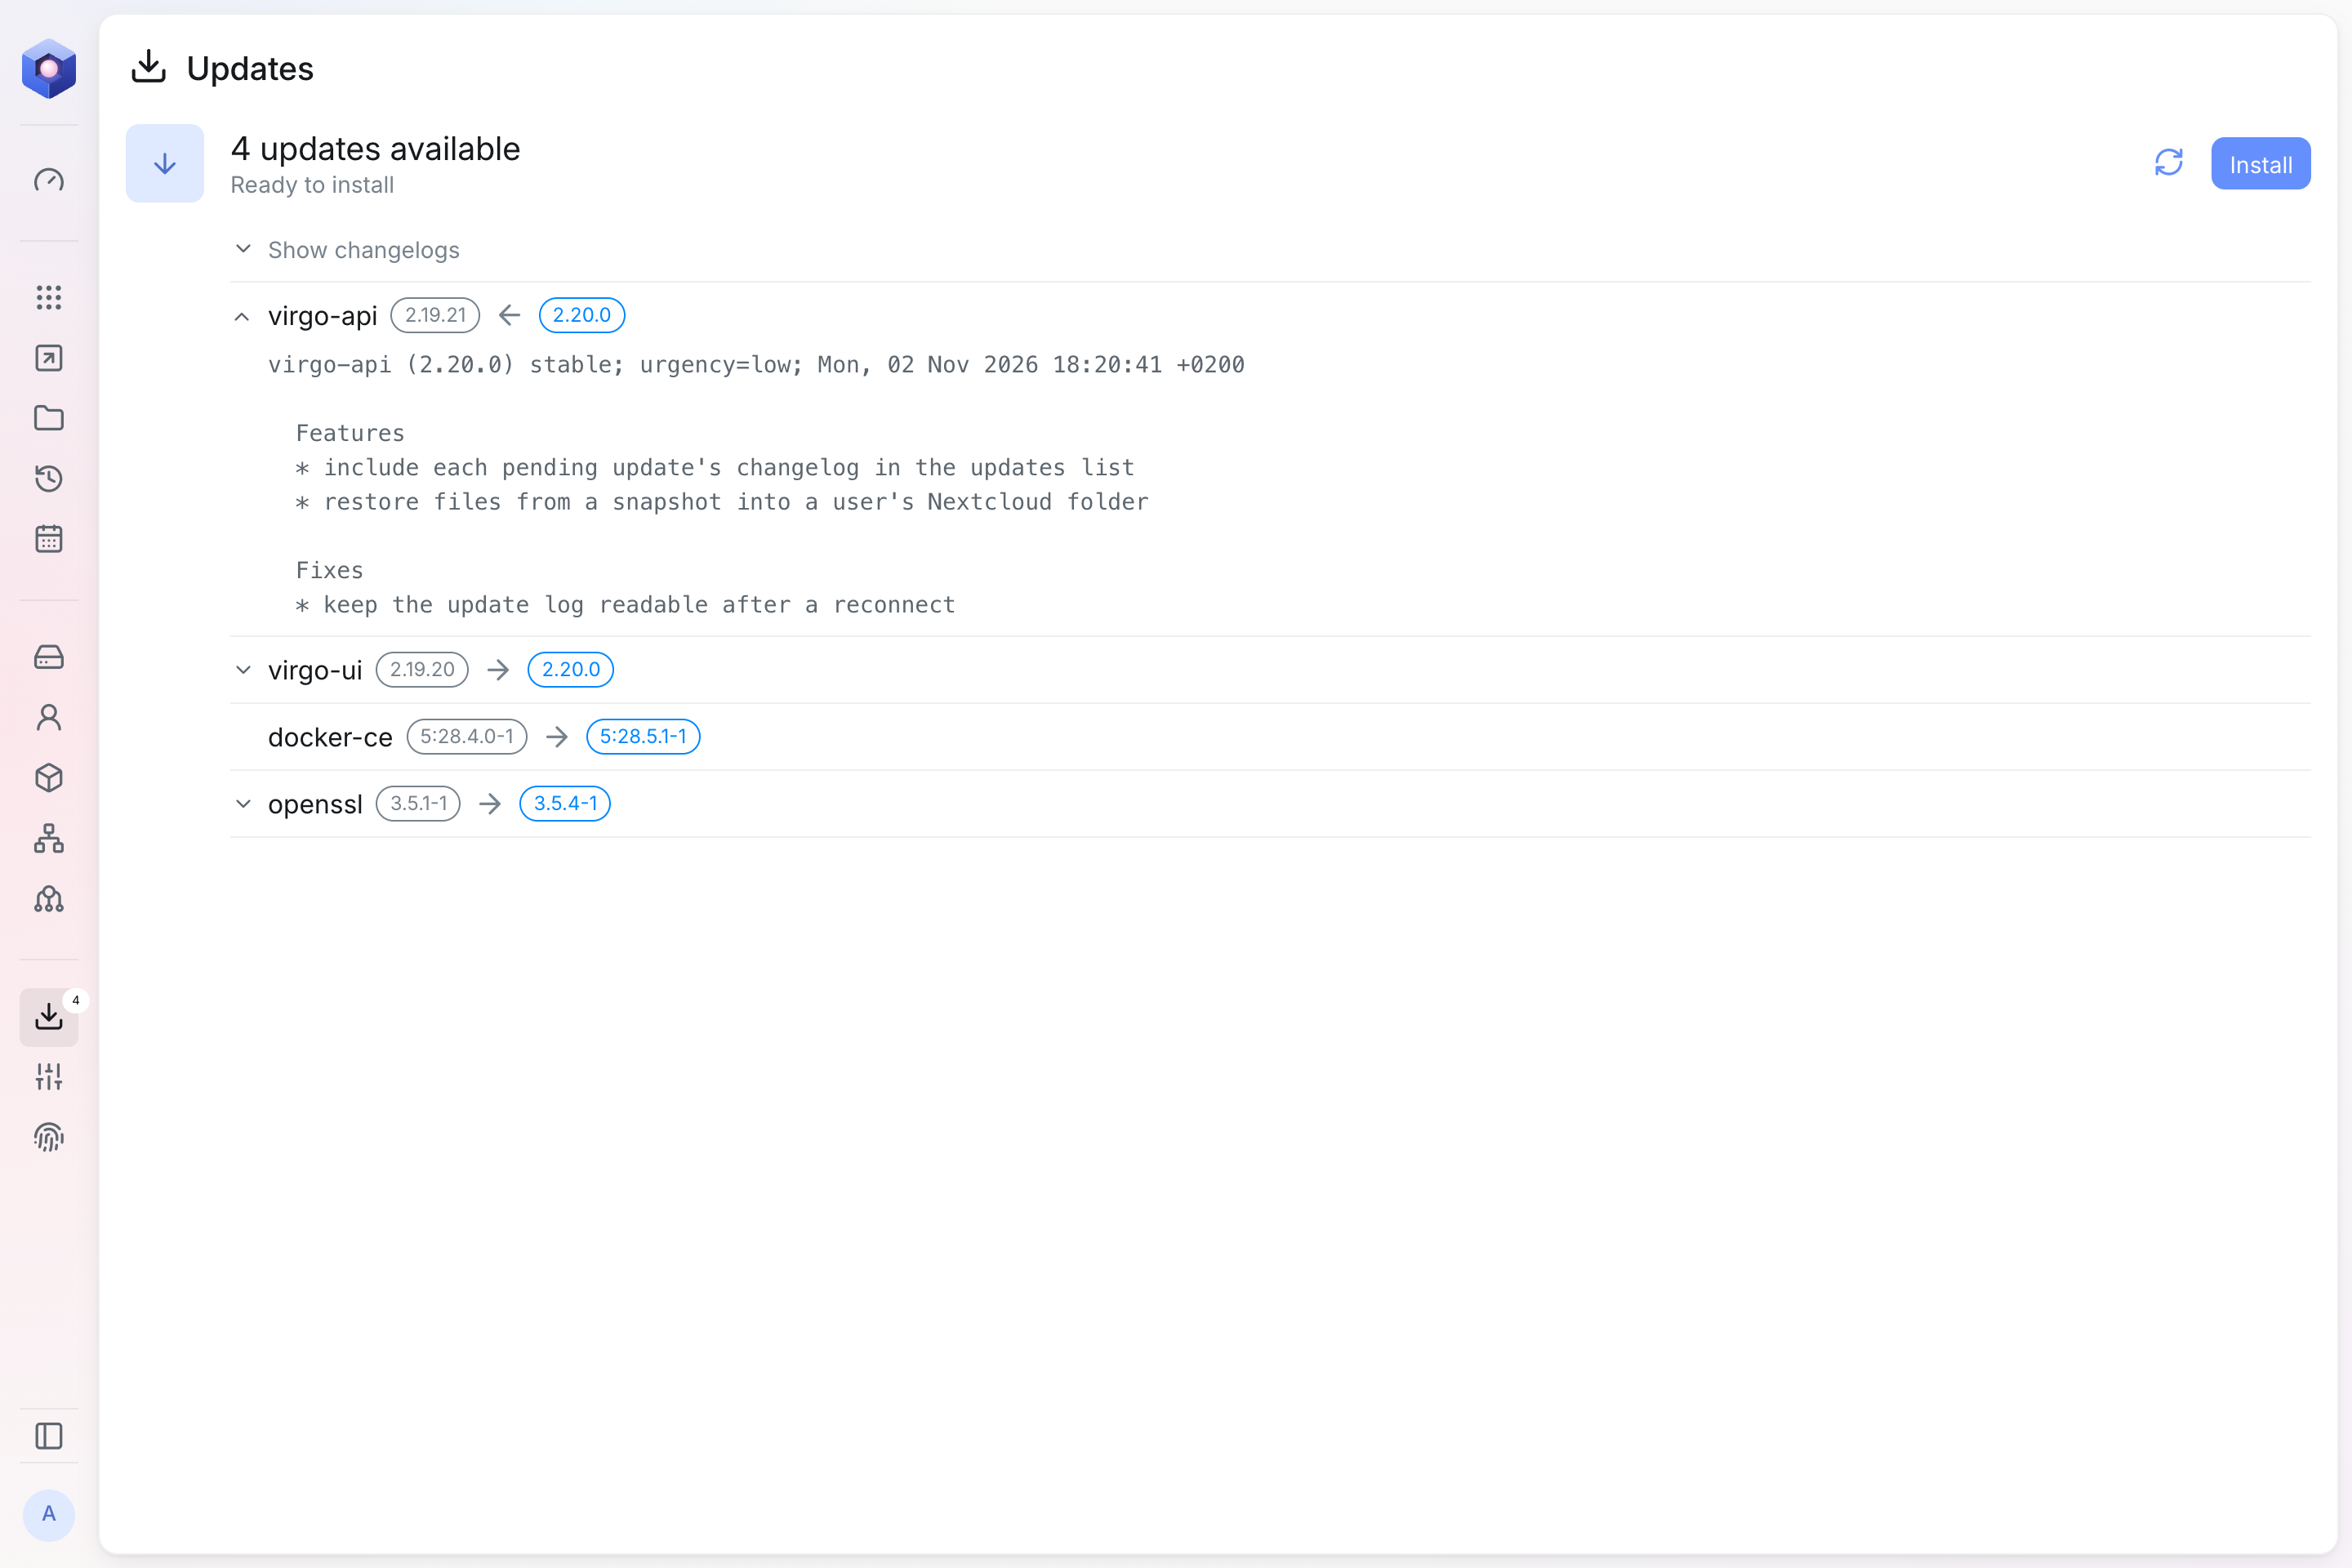 Updates
4 updates available
Ready to install
Install
Show changelogs
virgo-api 2.19.21 ← 2.20.0
virgo-api (2.20.0) stable; urgency=low; Mon, 02 Nov 2026 18:20:41 +0200
Features
* include each pending update's changelog in the updates list
* restore files from a snapshot into a user's Nextcloud folder
Fixes
* keep the update log readable after a reconnect
virgo-ui 2.19.20 → 2.20.0
docker-ce 5:28.4.0-1 → 5:28.5.1-1
openssl 3.5.1-1 → 3.5.4-1
4
A